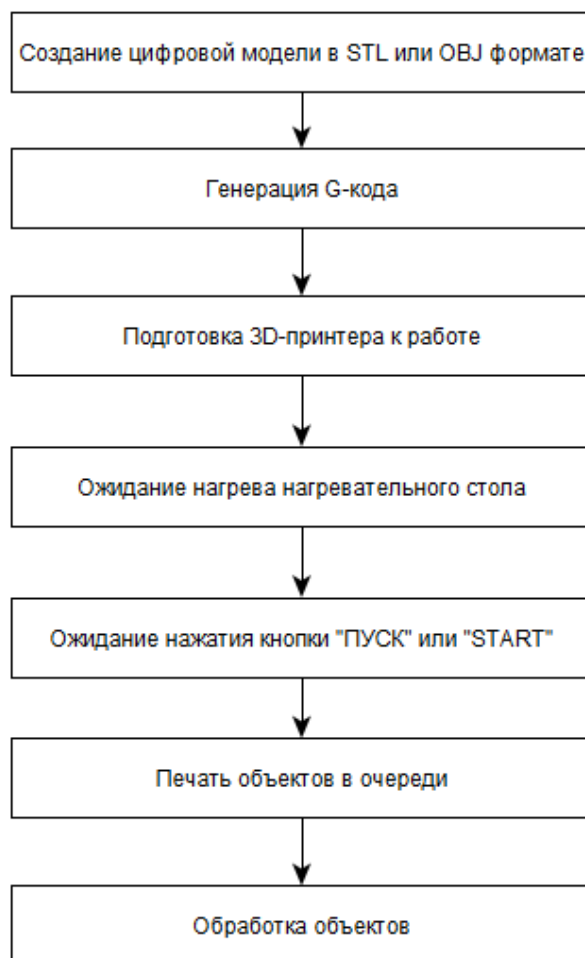 Создание цифровой модели в STL или OBJ формате
Генерация G-кода
Подготовка 3D-принтера к работе
Ожидание нагрева нагревательного стола
Ожидание нажатия кнопки "ПУСК" или "START"
Печать объектов в очереди
Обработка объектов